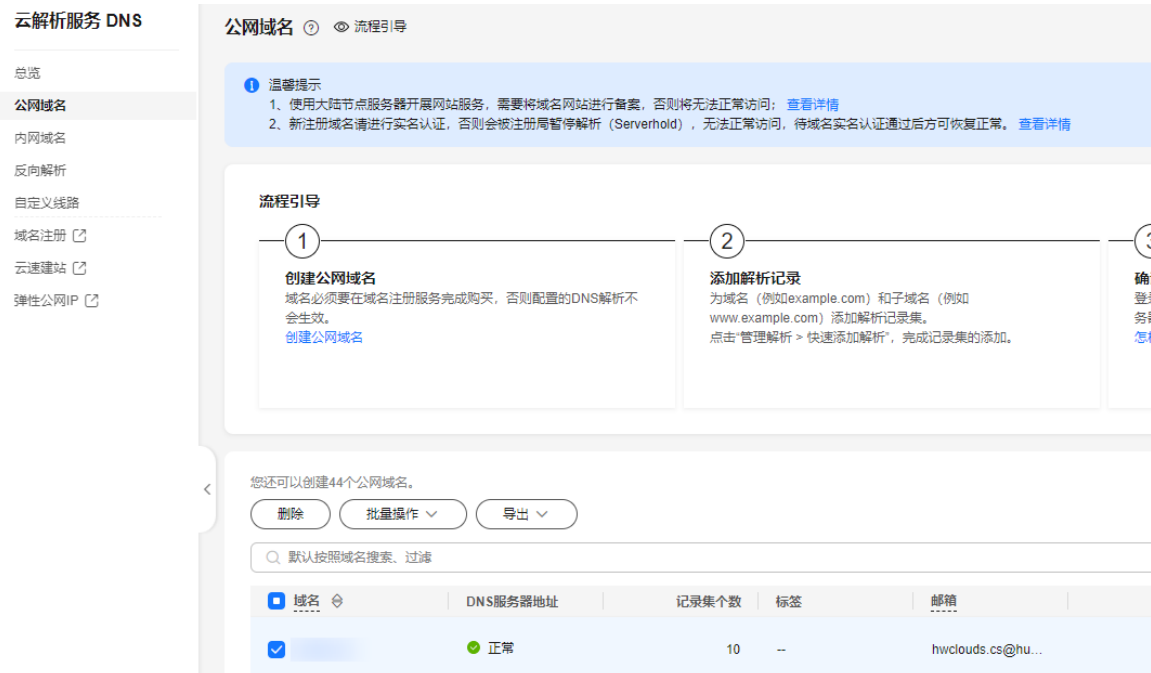 云解析服务 DNS
总览
公网域名
内网域名
反向解析
自定义线路
域名注册
云速建站
弹性公网IP
公网域名 ? 流程引导
温馨提示
1、使用大陆节点服务器开展网站服务，需要将域名网站进行备案，否则将无法正常访问； 查看详情
2、新注册域名请进行实名认证，否则会被注册局暂停解析（Serverhold），无法正常访问，待域名实名认证通过后方可恢复正常。 查看详情
流程引导
1
创建公网域名
域名必须要在域名注册服务完成购买，否则配置的DNS解析不
会生效。
创建公网域名
2
添加解析记录
为域名（例如example.com）和子域名（例如
www.example.com）添加解析记录集。
点击“管理解析 > 快速添加解析”，完成记录集的添加。
您还可以创建44个公网域名。
删除 批量操作 导出
默认按照域名搜索、过滤
域名 DNS服务器地址 记录集个数 标签 邮箱
正常 10 -- hwclouds.cs@hu...